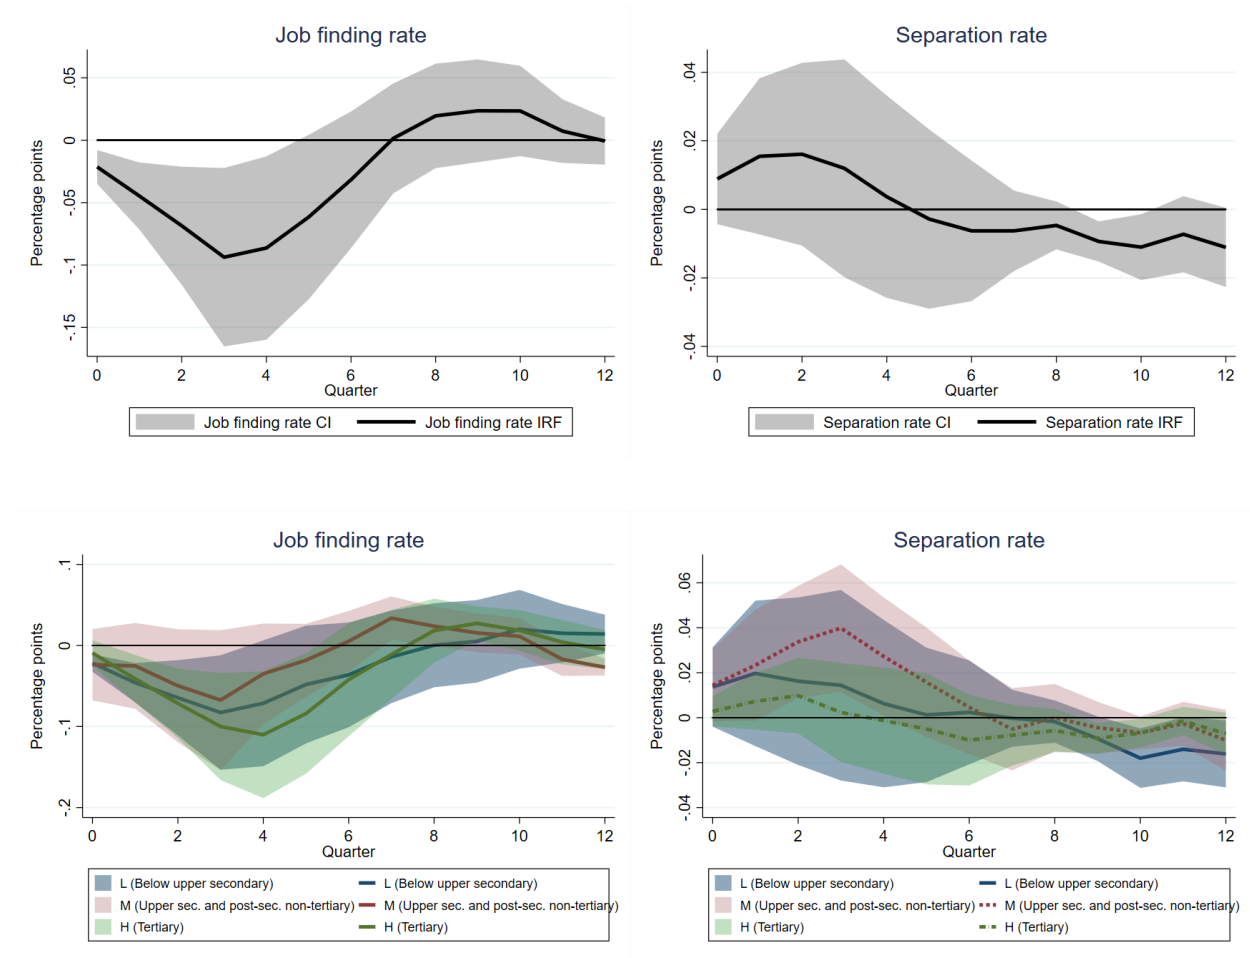 Job finding rate
Percentage points
.05
0
-.05
-.1
-.15
0 2 4 6 8 10 12
Quarter
Job finding rate CI Job finding rate IRF
Separation rate
Percentage points
.04
.02
0
-.02
-.04
0 2 4 6 8 10 12
Quarter
Separation rate CI Separation rate IRF
Job finding rate
Percentage points
.1
0
-.1
-.2
0 2 4 6 8 10 12
Quarter
L (Below upper secondary) L (Below upper secondary)
M (Upper sec. and post-sec. non-tertiary) M (Upper sec. and post-sec. non-tertiary)
H (Tertiary) H (Tertiary)
Separation rate
Percentage points
.06
.04
.02
0
-.02
-.04
0 2 4 6 8 10 12
Quarter
L (Below upper secondary) L (Below upper secondary)
M (Upper sec. and post-sec. non-tertiary) M (Upper sec. and post-sec. non-tertiary)
H (Tertiary) H (Tertiary)